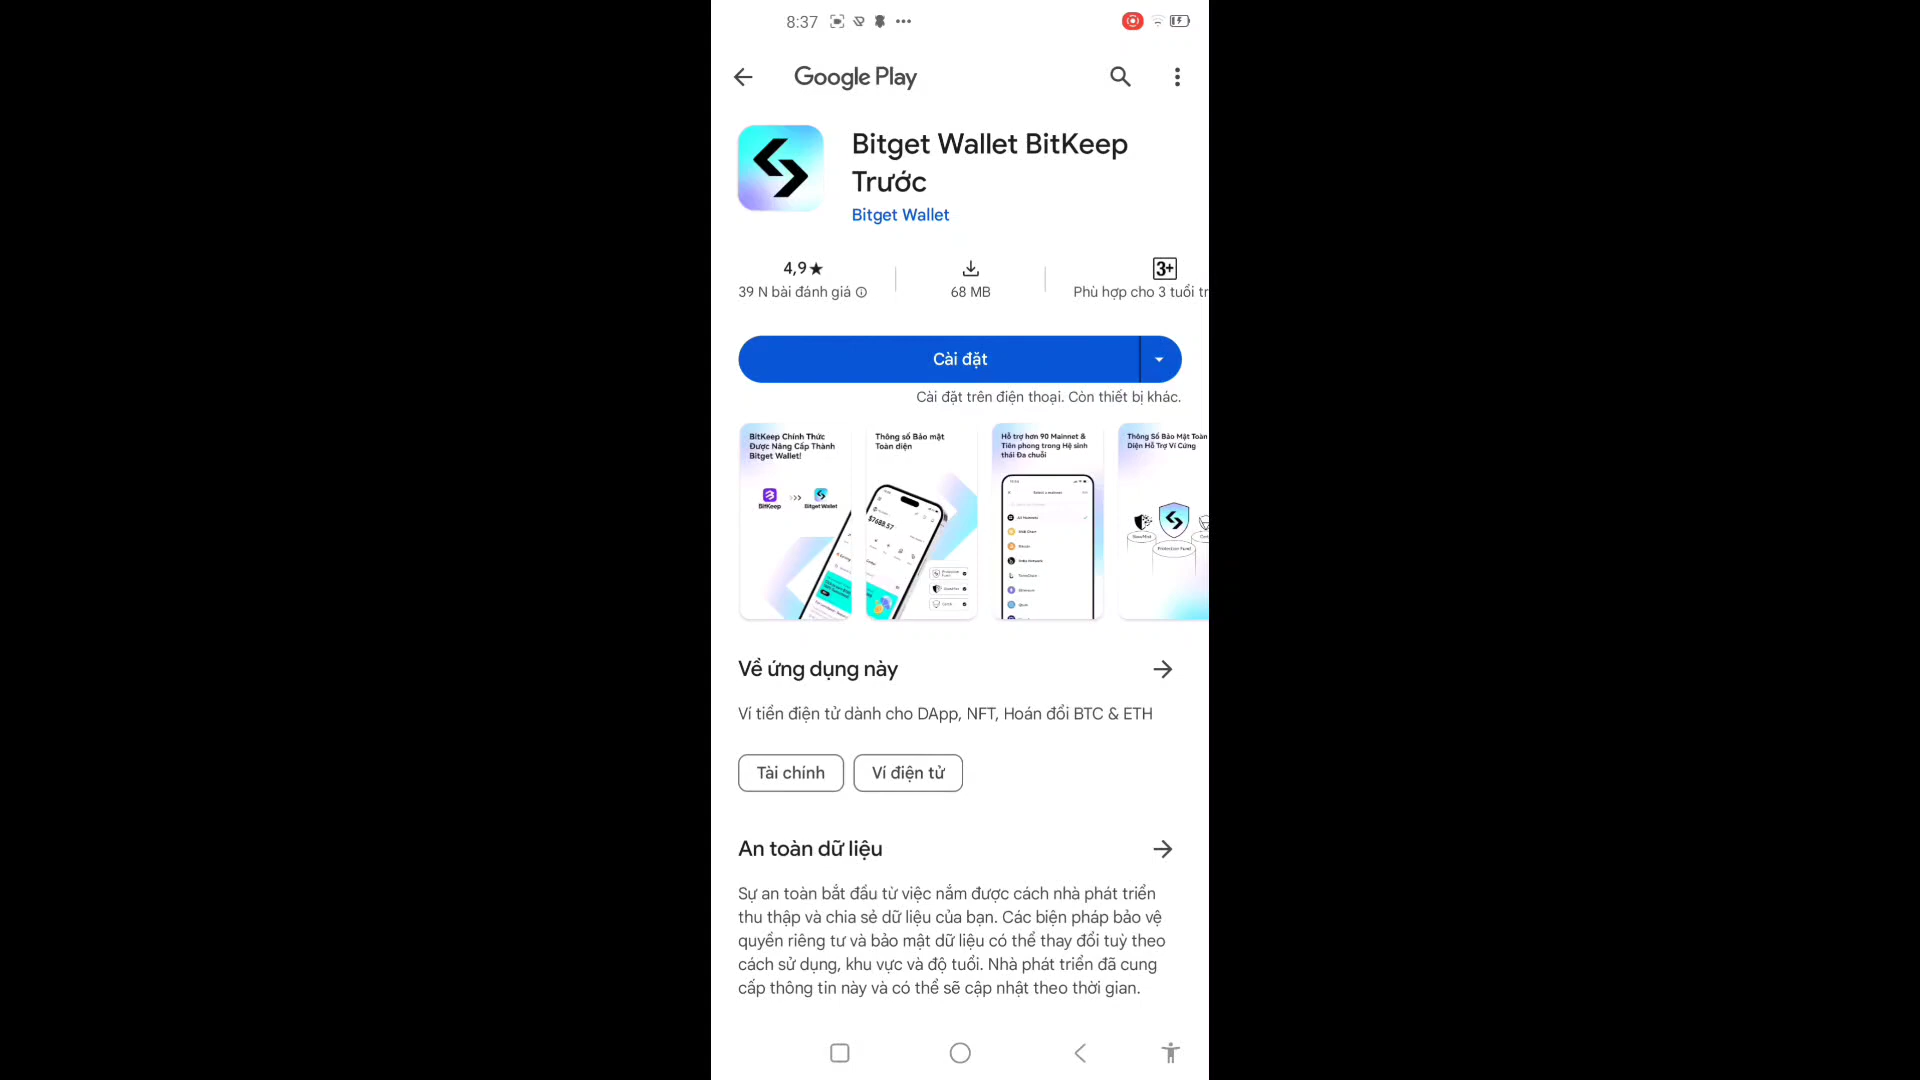 8:37
Google Play
Bitget Wallet BitKeep
Trước
Bitget Wallet
4,9★
39 N bài đánh giá
68 MB
3+
Phù hợp cho 3 tuổi tr
Cài đặt
Cài đặt trên điện thoại. Còn thiết bị khác.
BitKeep Chính Thức
Được Nâng Cấp Thành
Bitget Wallet!
BitKeep
Bitget Wallet
Thông số Bảo mật
Toàn diện
$7688.57
Hỗ trợ hơn 90 Mainnet &
Tiên phong trong Hệ sinh
thái Đa chuỗi
Thông Số Bảo Mật Toàn
Diện Hỗ Trợ Ví Cứng
Protection Fund
Về ứng dụng này
Ví tiền điện tử dành cho DApp, NFT, Hoán đổi BTC & ETH
Tài chính
Ví điện tử
An toàn dữ liệu
Sự an toàn bắt đầu từ việc nắm được cách nhà phát triển
thu thập và chia sẻ dữ liệu của bạn. Các biện pháp bảo vệ
quyền riêng tư và bảo mật dữ liệu có thể thay đổi tuỳ theo
cách sử dụng, khu vực và độ tuổi. Nhà phát triển đã cung
cấp thông tin này và có thể sẽ cập nhật theo thời gian.